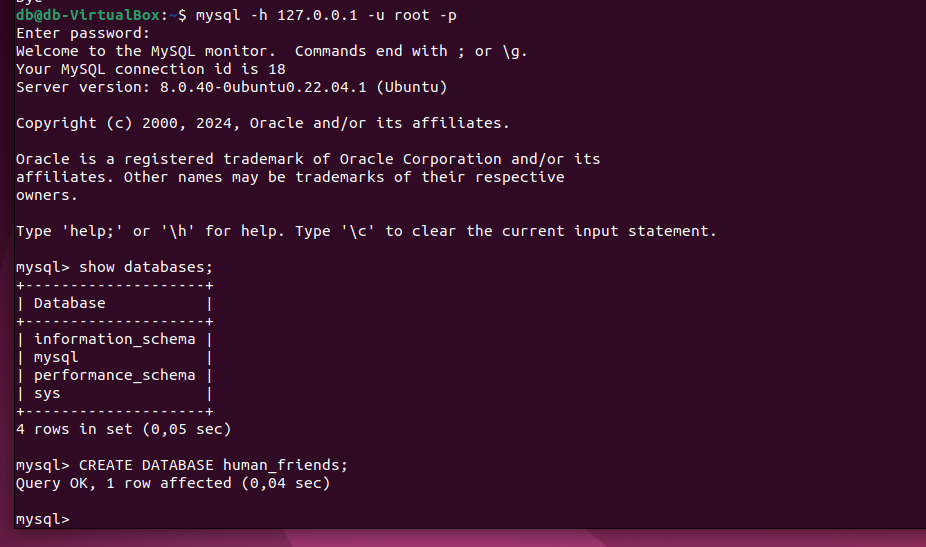 Bye
db@db-VirtualBox:~$ mysql -h 127.0.0.1 -u root -p
Enter password:
Welcome to the MySQL monitor.  Commands end with ; or \g.
Your MySQL connection id is 18
Server version: 8.0.40-0ubuntu0.22.04.1 (Ubuntu)
Copyright (c) 2000, 2024, Oracle and/or its affiliates.
Oracle is a registered trademark of Oracle Corporation and/or its
affiliates. Other names may be trademarks of their respective
owners.
Type 'help;' or '\h' for help. Type '\c' to clear the current input statement.
mysql> show databases;
+--------------------+
| Database           |
+--------------------+
| information_schema |
| mysql              |
| performance_schema |
| sys                |
+--------------------+
4 rows in set (0,05 sec)
mysql> CREATE DATABASE human_friends;
Query OK, 1 row affected (0,04 sec)
mysql>